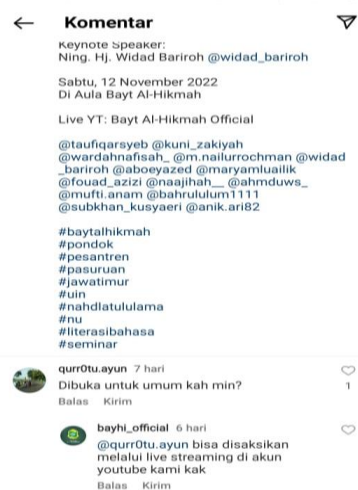 Komentar
Keynote Speaker:
Ning. Hj. Widad Bariroh @widad_bariroh
Sabtu, 12 November 2022
Di Aula Bayt Al-Hikmah
Live YT: Bayt Al-Hikmah Official
@taufiqarsyeb @kuni_zakiyah
@wardahnafisah_ @m.nailurrochman @widad
_bariroh @aboeyazed @maryamluailik
@fouad_azizi @naajihah__ @ahmduws_
@mufti.anam @bahrululum1111
@subkhan_kusyaeri @anik.ari82
#baytalhikmah
#pondok
#pesantren
#pasuruan
#jawatimur
#uin
#nahdlatululama
#nu
#literasibahasa
#seminar
qurr0tu.ayun 7 hari
Dibuka untuk umum kah min?
1
Balas Kirim
bayhi_official 6 hari
@qurr0tu.ayun bisa disaksikan
melalui live streaming di akun
youtube kami kak
Balas Kirim